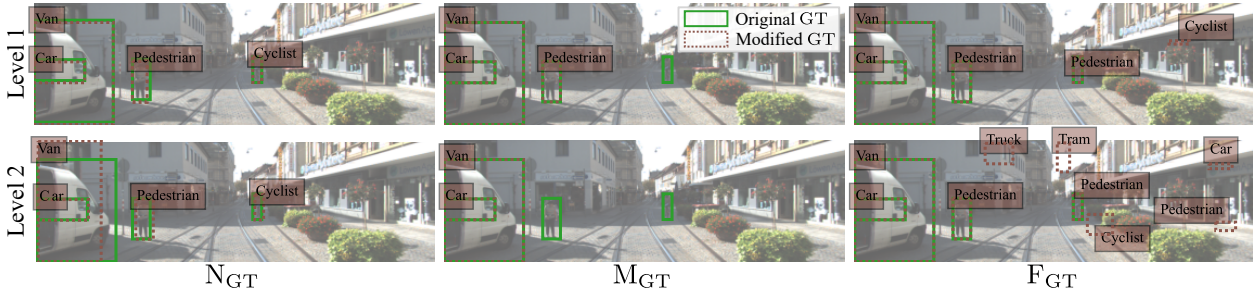 Level 1
Van
Car
Pedestrian
Cyclist
Van
Car
Pedestrian
Original GT
Modified GT
Van
Car
Pedestrian
Pedestrian
Cyclist
Level 2
Van
Car
Pedestrian
Cyclist
Van
Car
Van
Car
Pedestrian
Truck
Tram
Car
Pedestrian
Pedestrian
Cyclist
N_GT
M_GT
F_GT